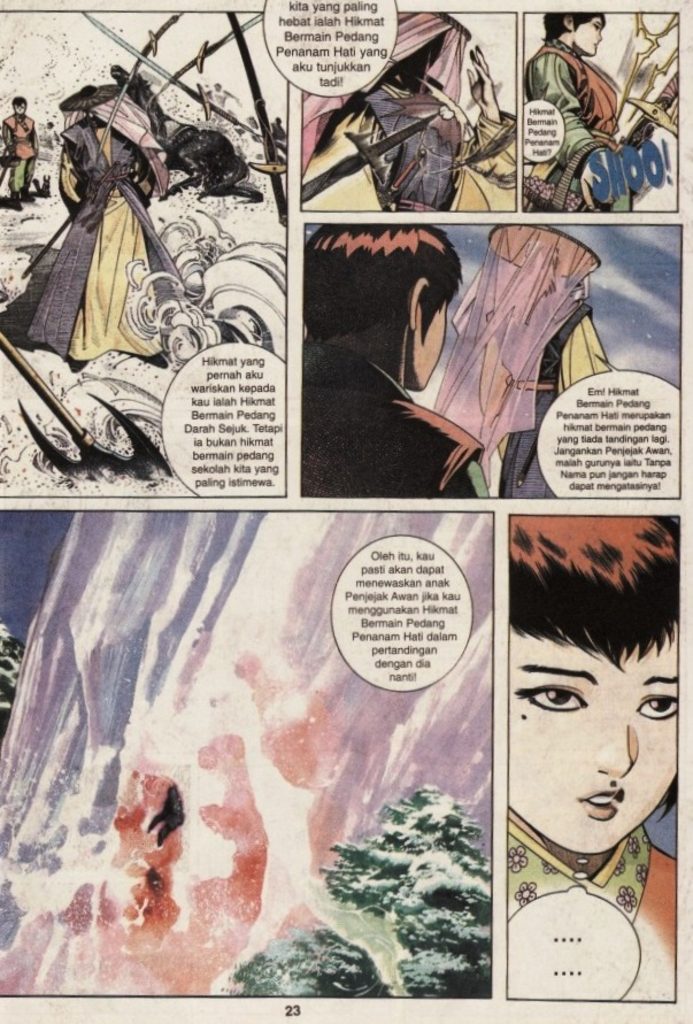 kita yang paling
hebat ialah Hikmat
Bermain Pedang
Penanam Hati yang
aku tunjukkan
tadi!
Hikmat
Bermain
Pedang
Penanam
Hati?
SHOO!
Hikmat yang
pernah aku
wariskan kepada
kau ialah Hikmat
Bermain Pedang
Darah Sejuk. Tetapi
ia bukan hikmat
bermain pedang
sekolah kita yang
paling istimewa.
Em! Hikmat
Bermain Pedang
Penanam Hati merupakan
hikmat bermain pedang
yang tiada tandingan lagi.
Jangankan Penjejak Awan,
malah gurunya iaitu Tanpa
Nama pun jangan harap
dapat mengatasinya!
Oleh itu, kau
pasti akan dapat
menewaskan anak
Penjejak Awan jika kau
menggunakan Hikmat
Bermain Pedang
Penanam Hati dalam
pertandingan
dengan dia
nanti!
....
....
23